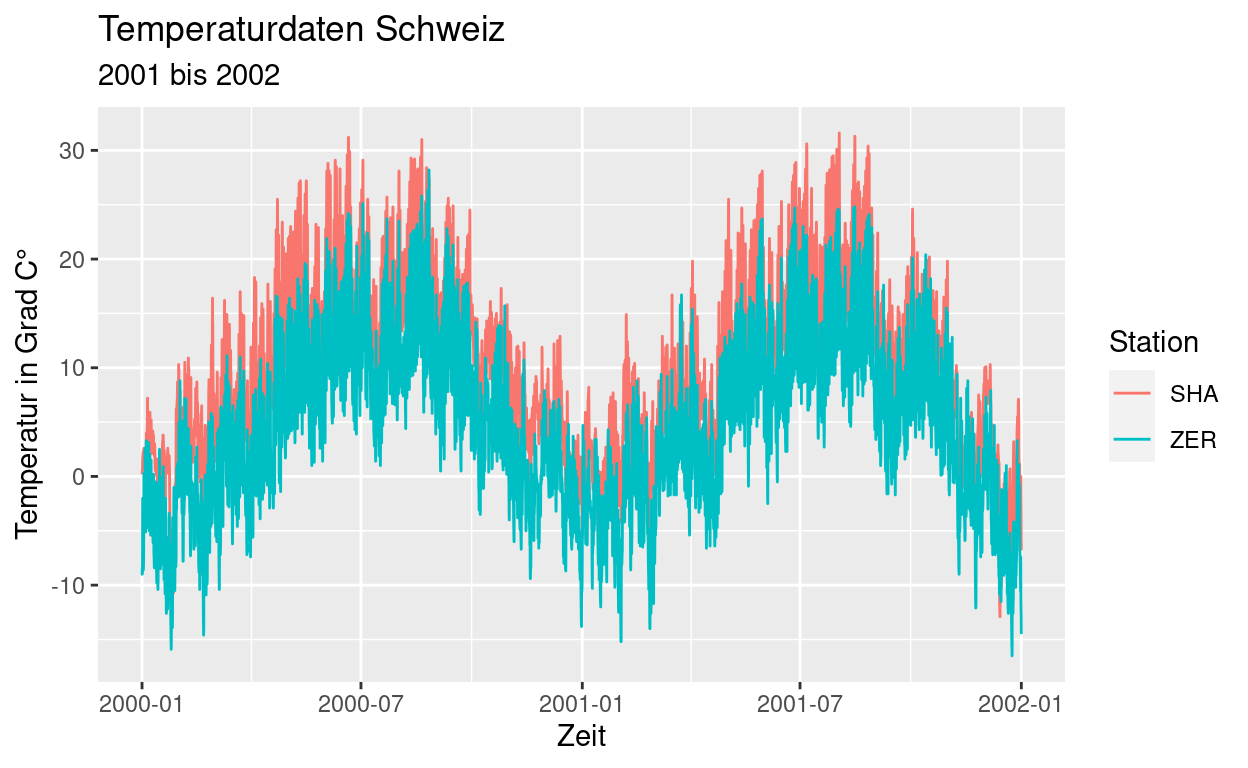 Temperaturdaten Schweiz
2001 bis 2002
Temperatur in Grad C°
30
20
10
0
-10
2000-01
2000-07
2001-01
2001-07
2002-01
Zeit
Station
SHA
ZER